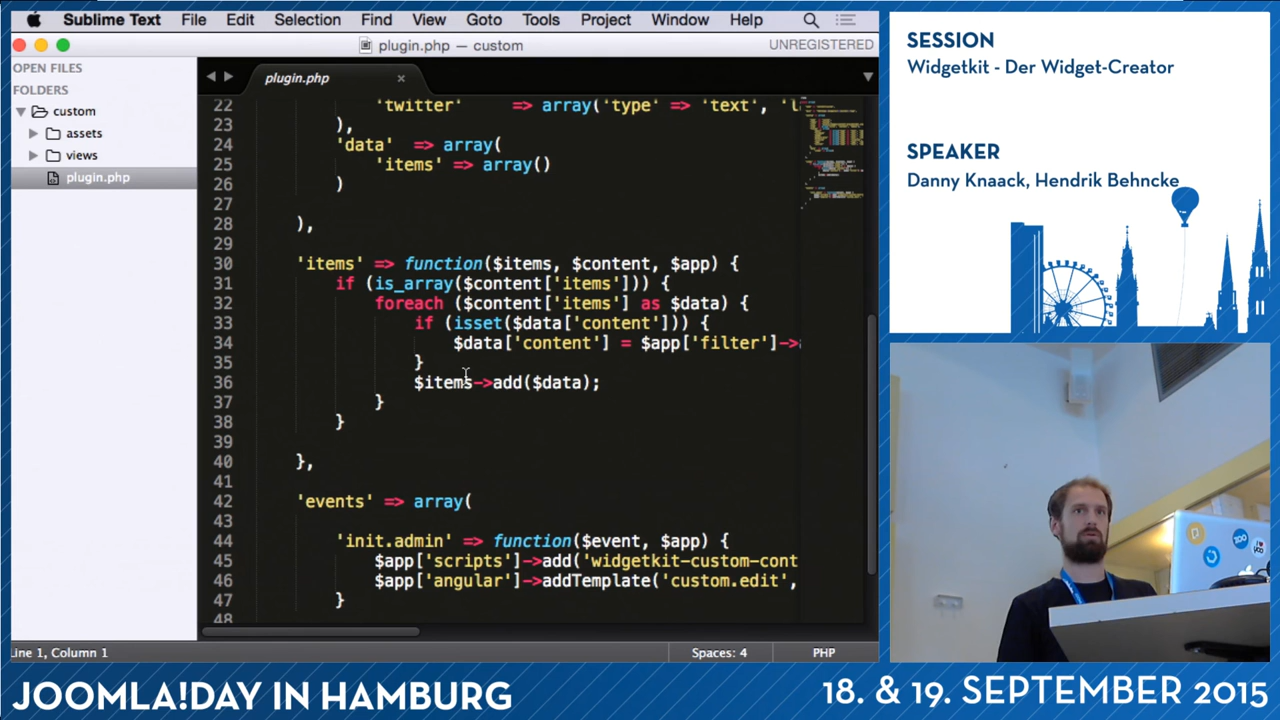 Sublime Text File Edit Selection Find View Goto Tools Project Window Help
plugin.php — custom
UNREGISTERED
OPEN FILES
FOLDERS
custom
assets
views
plugin.php
plugin.php
22 'twitter' => array('type' => 'text', 'l
23 ),
24 'data' => array(
25 'items' => array()
26 )
27
28 ),
29
30 'items' => function($items, $content, $app) {
31 if (is_array($content['items'])) {
32 foreach ($content['items'] as $data) {
33 if (isset($data['content'])) {
34 $data['content'] = $app['filter']->
35 }
36 $items->add($data);
37 }
38 }
39
40 },
41
42 'events' => array(
43
44 'init.admin' => function($event, $app) {
45 $app['scripts']->add('widgetkit-custom-cont
46 $app['angular']->addTemplate('custom.edit',
47 }
48
Line 1, Column 1
Spaces: 4
PHP
SESSION
Widgetkit - Der Widget-Creator
SPEAKER
Danny Knaack, Hendrik Behncke
ZOO
JOOMLA!DAY IN HAMBURG
18. & 19. SEPTEMBER 2015